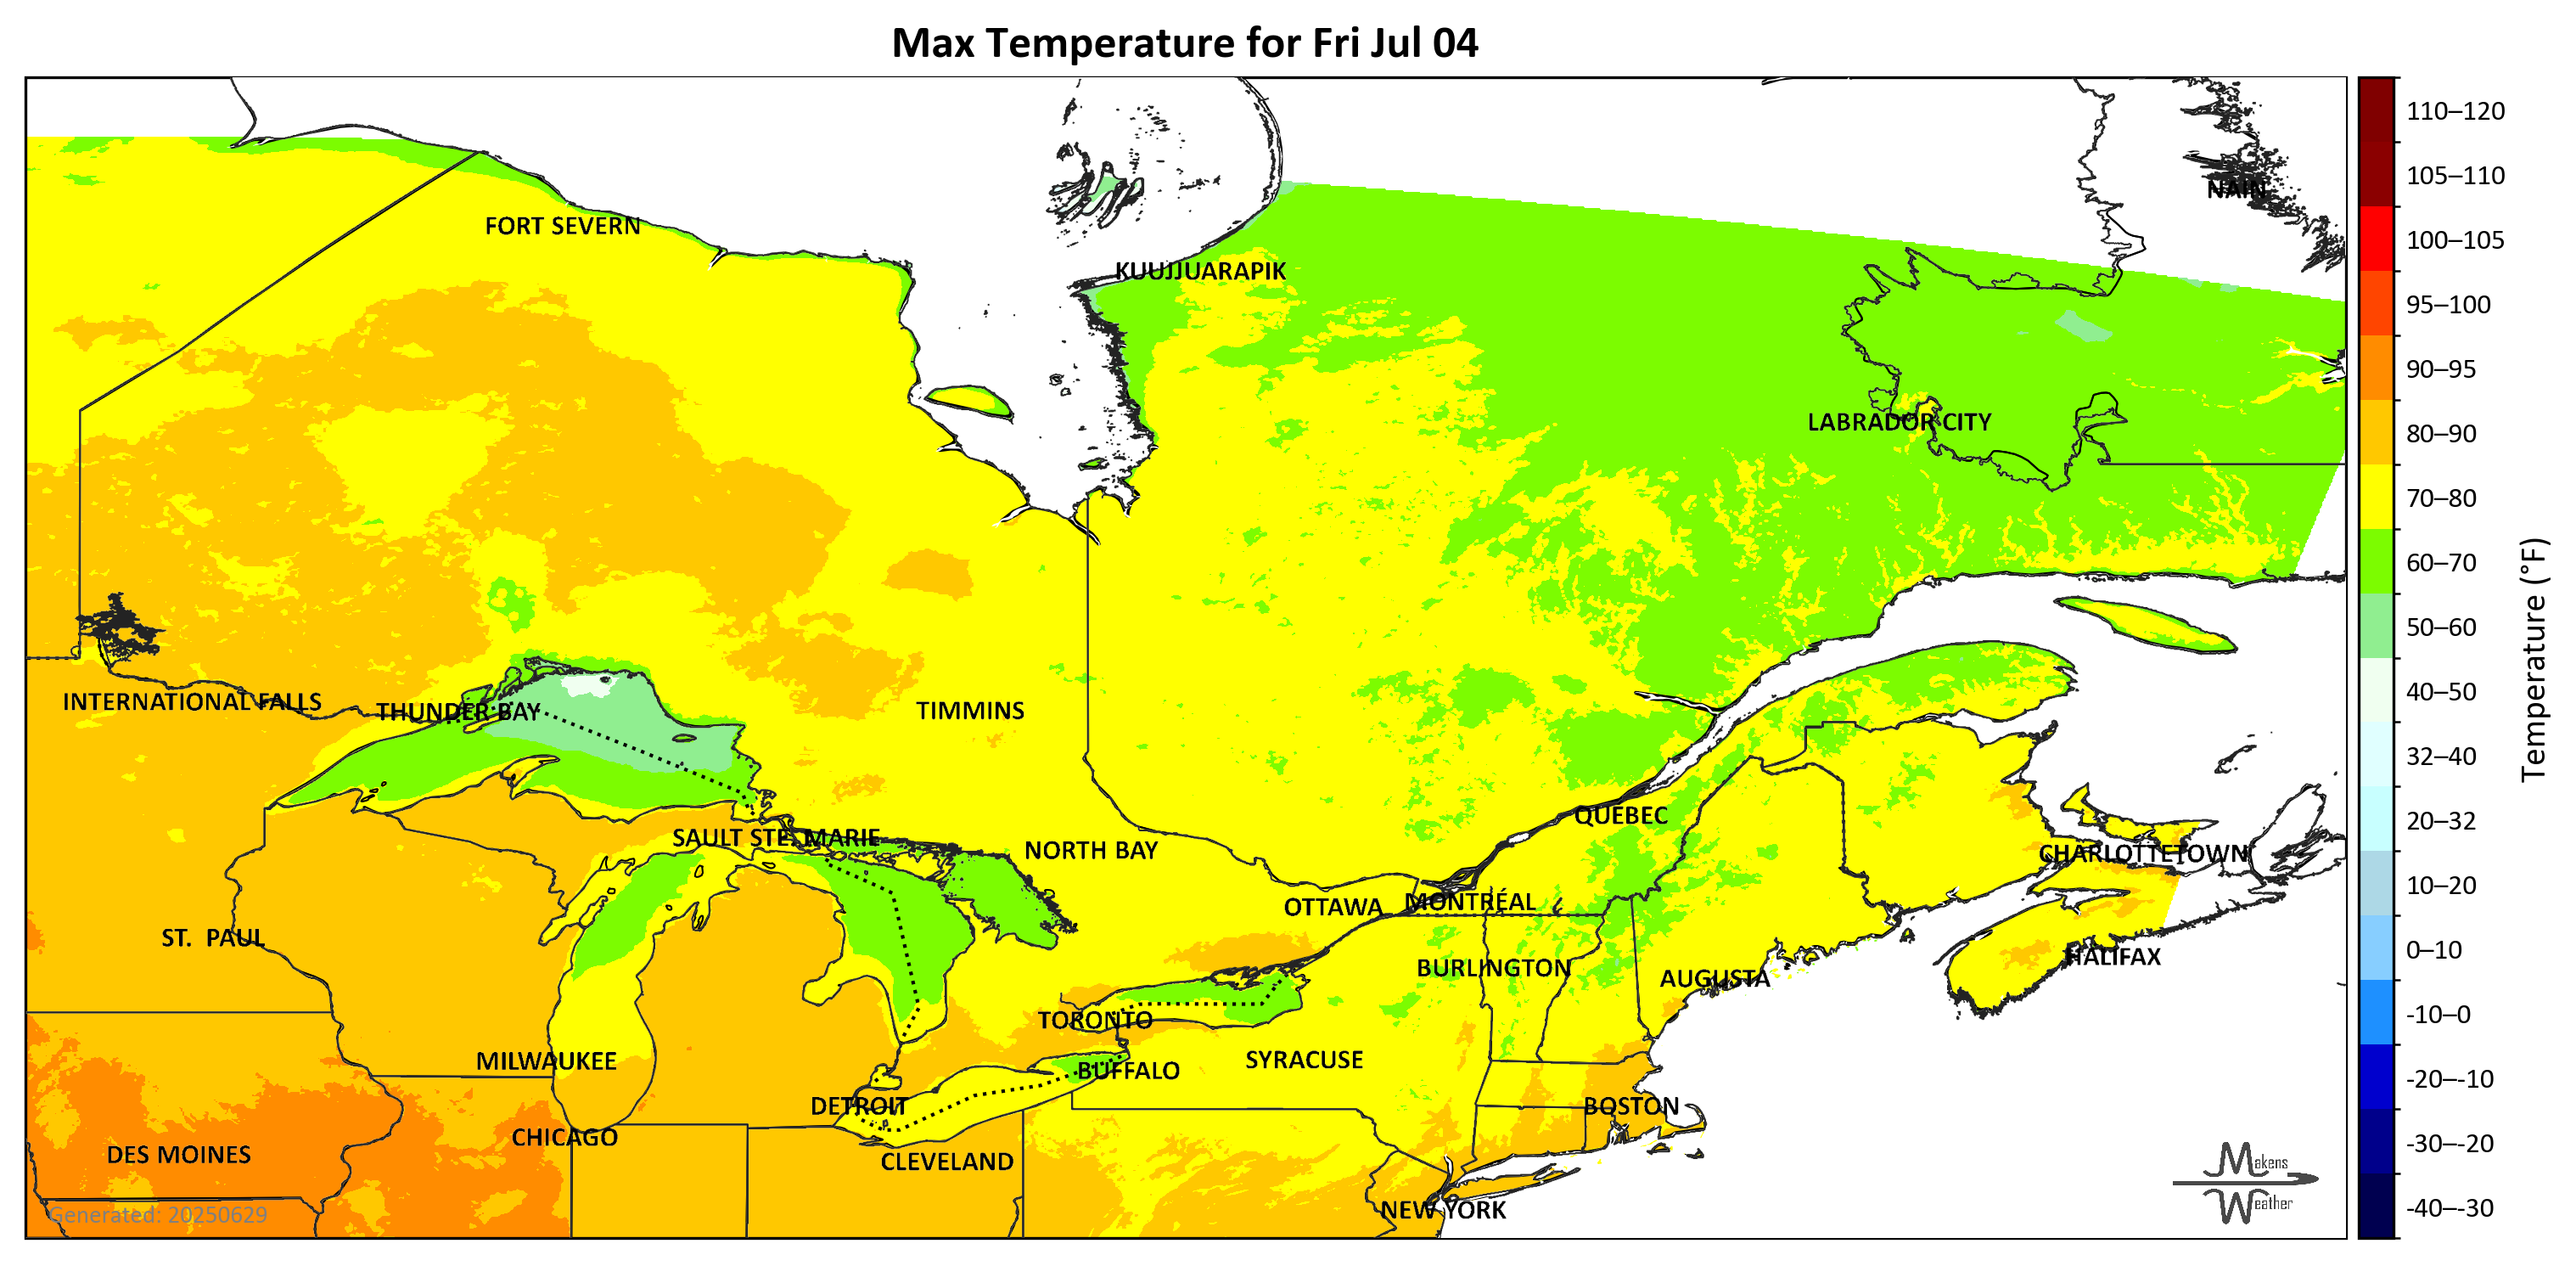 Max Temperature for Fri Jul 04
NAIN
FORT SEVERN
KUUJJUARAPIK
LABRADOR CITY
INTERNATIONAL FALLS
THUNDER BAY
TIMMINS
QUÉBEC
SAULT STE. MARIE
NORTH BAY
CHARLOTTETOWN
OTTAWA
MONTRÉAL
ST. PAUL
HALIFAX
BURLINGTON
AUGUSTA
TORONTO
MILWAUKEE
SYRACUSE
BUFFALO
DETROIT
BOSTON
CHICAGO
DES MOINES
CLEVELAND
NEW YORK
Generated: 20250629
Makens
Weather
110–120
105–110
100–105
95–100
90–95
80–90
70–80
60–70
50–60
40–50
32–40
20–32
10–20
0–10
-10–0
-20–-10
-30–-20
-40–-30
Temperature (°F)